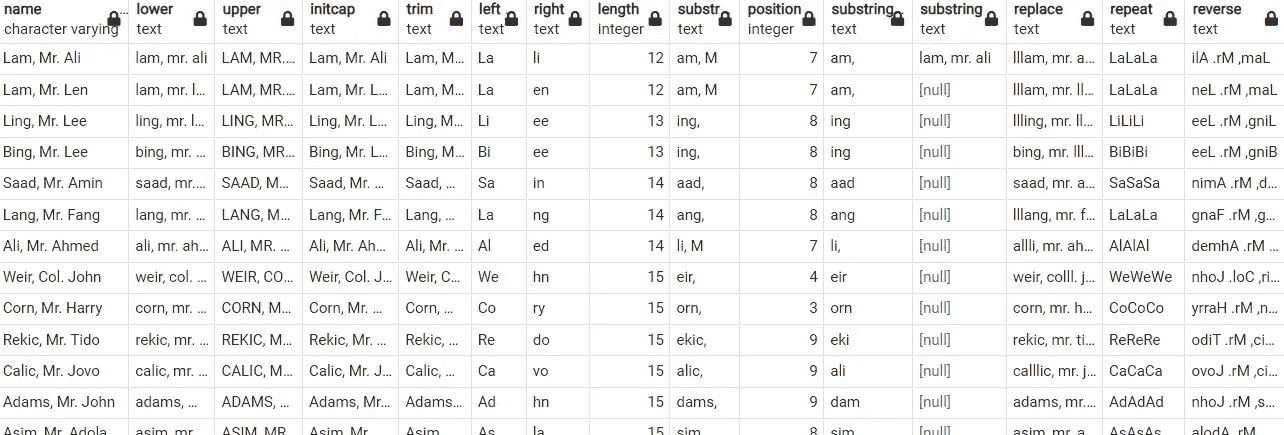 name lower upper initcap trim left right length substr... position substring... substring replace repeat reverse
character varying text text text text text text integer text integer text text text text text
Lam, Mr. Ali lam, mr. ali LAM, MR.... Lam, Mr. Ali Lam, M... La li 12 am, M 7 am, lam, mr. ali lllam, mr. a... LaLaLa ilA .rM ,maL
Lam, Mr. Len lam, mr. l... LAM, MR.... Lam, Mr. L... Lam, M... La en 12 am, M 7 am, [null] lllam, mr. ll... LaLaLa neL .rM ,maL
Ling, Mr. Lee ling, mr. l... LING, MR... Ling, Mr. L... Ling, M... Li ee 13 ing, 8 ing [null] llling, mr. ll... LiLiLi eeL .rM ,gniL
Bing, Mr. Lee bing, mr. ... BING, MR... Bing, Mr. L... Bing, M... Bi ee 13 ing, 8 ing [null] bing, mr. lll... BiBiBi eeL .rM ,gniB
Saad, Mr. Amin saad, mr.... SAAD, M... Saad, Mr. ... Saad, ... Sa in 14 aad, 8 aad [null] saad, mr. a... SaSaSa nimA .rM ,d...
Lang, Mr. Fang lang, mr. ... LANG, M... Lang, Mr. F... Lang, ... La ng 14 ang, 8 ang [null] lllang, mr. f... LaLaLa gnaF .rM ,g...
Ali, Mr. Ahmed ali, mr. ah... ALI, MR. ... Ali, Mr. Ah... Ali, Mr. ... Al ed 14 li, M 7 li, [null] allli, mr. ah... AlAlAl demhA .rM ...
Weir, Col. John weir, col. ... WEIR, CO... Weir, Col. J... Weir, C... We hn 15 eir, 4 eir [null] weir, colll. j... WeWeWe nhoJ .loC ,ri...
Corn, Mr. Harry corn, mr. ... CORN, M... Corn, Mr. ... Corn, ... Co ry 15 orn, 3 orn [null] corn, mr. h... CoCoCo yrraH .rM ,n...
Rekic, Mr. Tido rekic, mr. ... REKIC, M... Rekic, Mr. ... Rekic, ... Re do 15 ekic, 9 eki [null] rekic, mr. ti... ReReRe odiT .rM ,ci...
Calic, Mr. Jovo calic, mr. ... CALIC, M... Calic, Mr. J... Calic, ... Ca vo 15 alic, 9 ali [null] calllic, mr. j... CaCaCa ovoJ .rM ,ci...
Adams, Mr. John adams, ... ADAMS, ... Adams, Mr... Adams... Ad hn 15 dams, 9 dam [null] adams, mr.... AdAdAd nhoJ .rM ,s...
Asim, Mr. Adola asim, mr. ASIM, MR Asim, Mr. Asim, As la 15 sim, 8 sim [null] asim, mr. a... AsAsAs alodA .rM